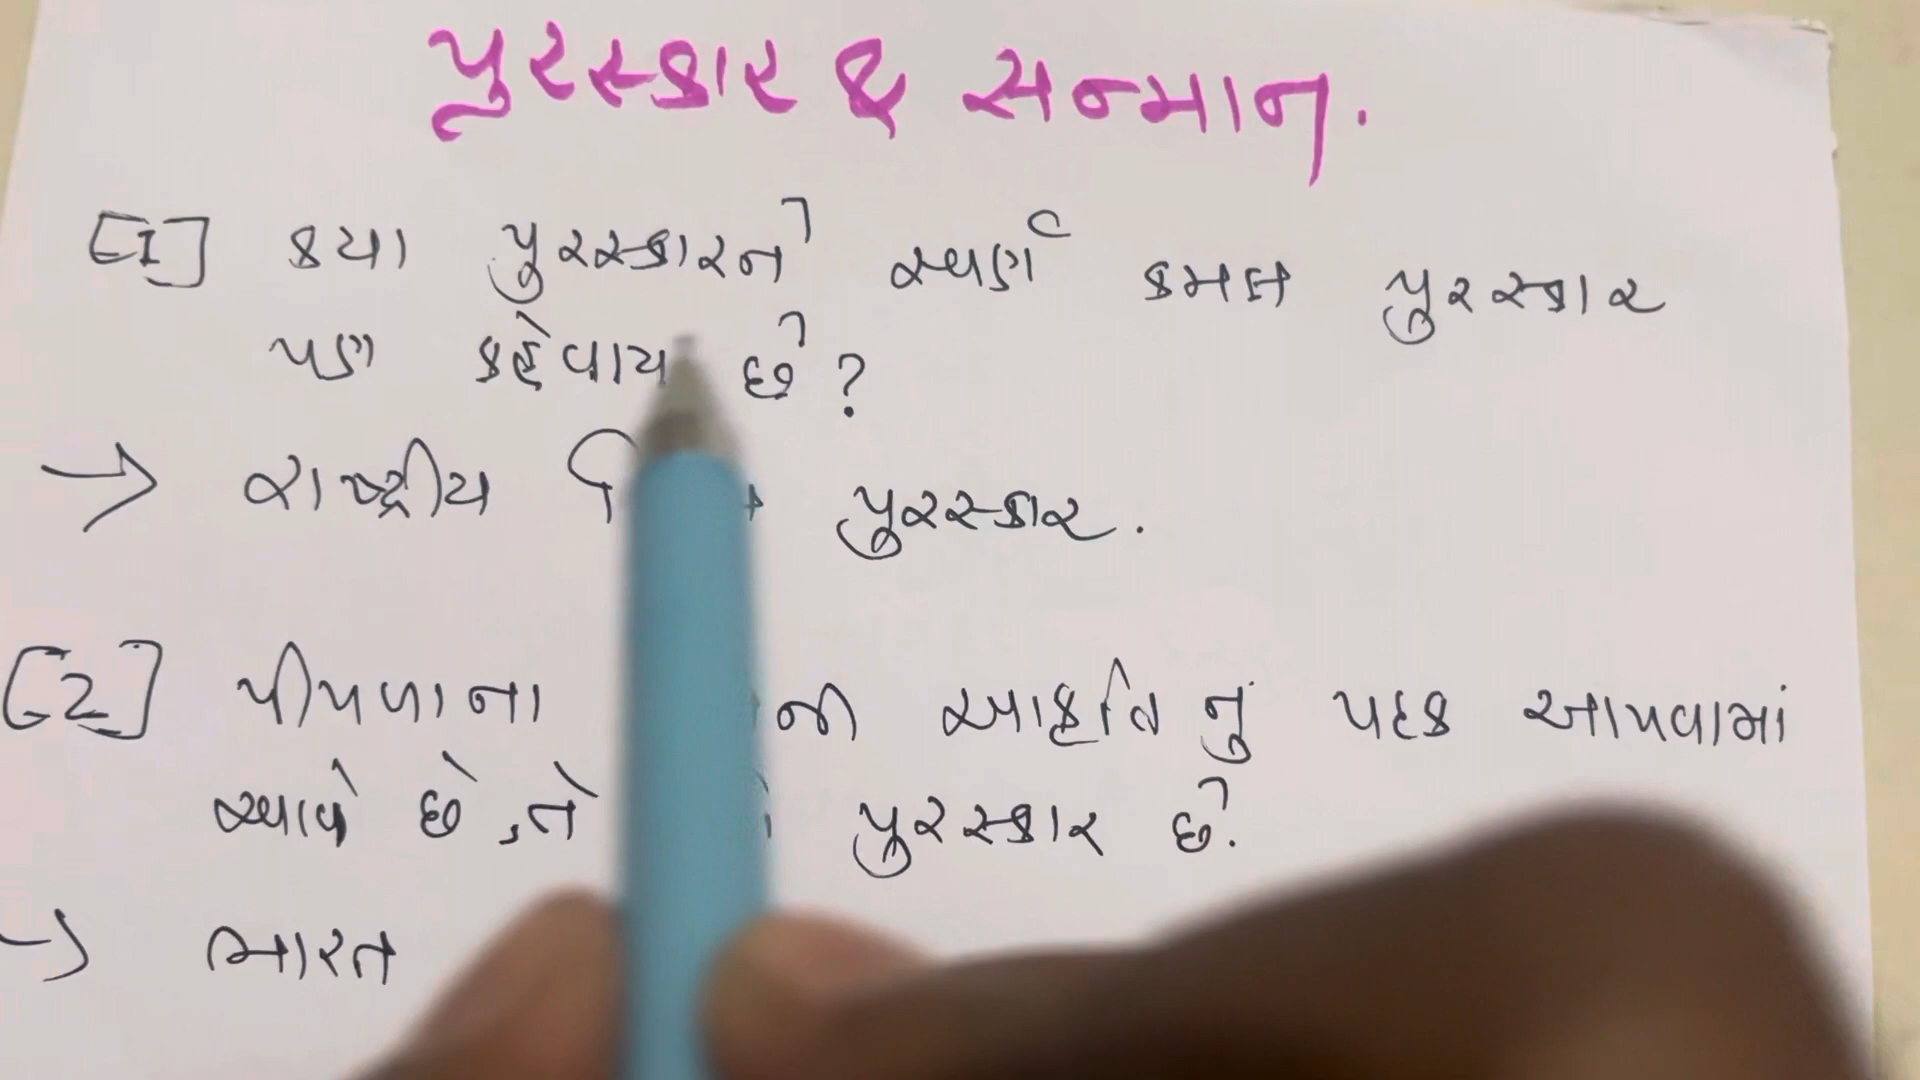 પુરસ્કાર & સન્માન.
[1] કયા પુરસ્કારને સ્વર્ણ કમળ પુરસ્કાર
પણ કહેવાય છે?
→ રાષ્ટ્રીય પુરસ્કાર.
[2] પીપળાના આકૃતિ નું પદક આપવામાં
આવે છે, તે પુરસ્કાર છે.
→ ભારત